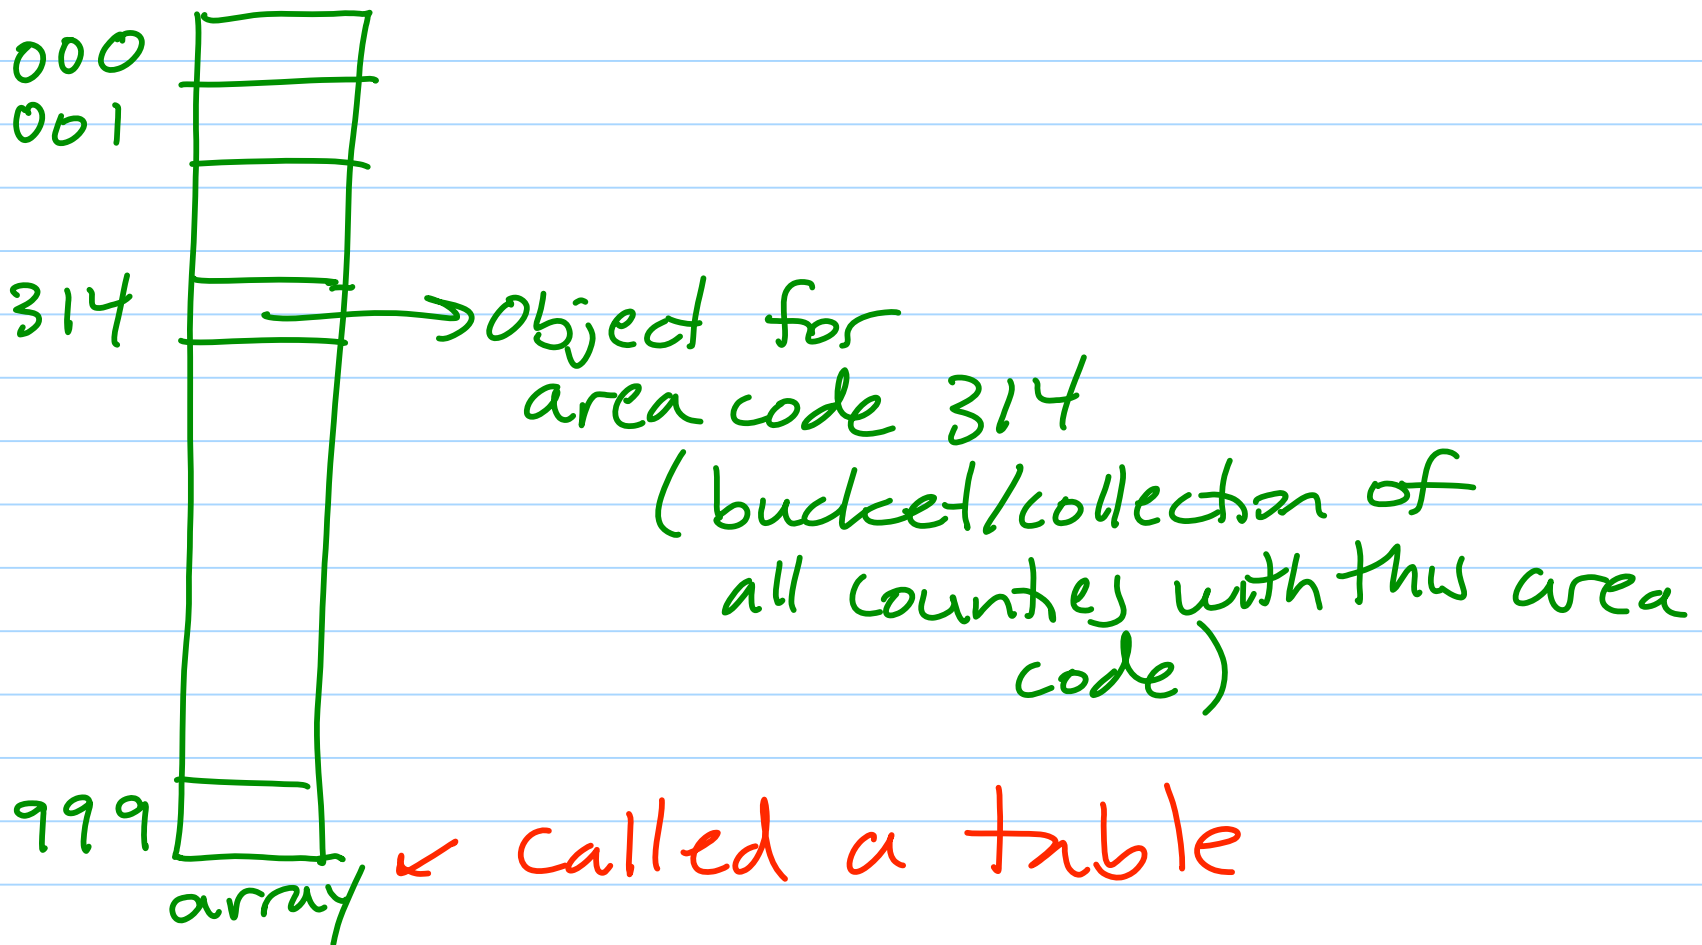 000
001
314
Object for
area code 314
(bucket/collection of
all counties with this area
code)
999
called a table
array